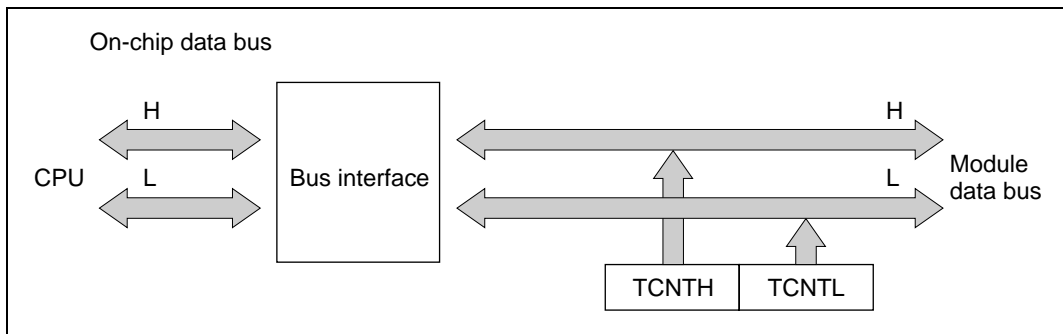 On-chip data bus
H
H
CPU
L
Bus interface
L
Module
data bus
TCNTH
TCNTL